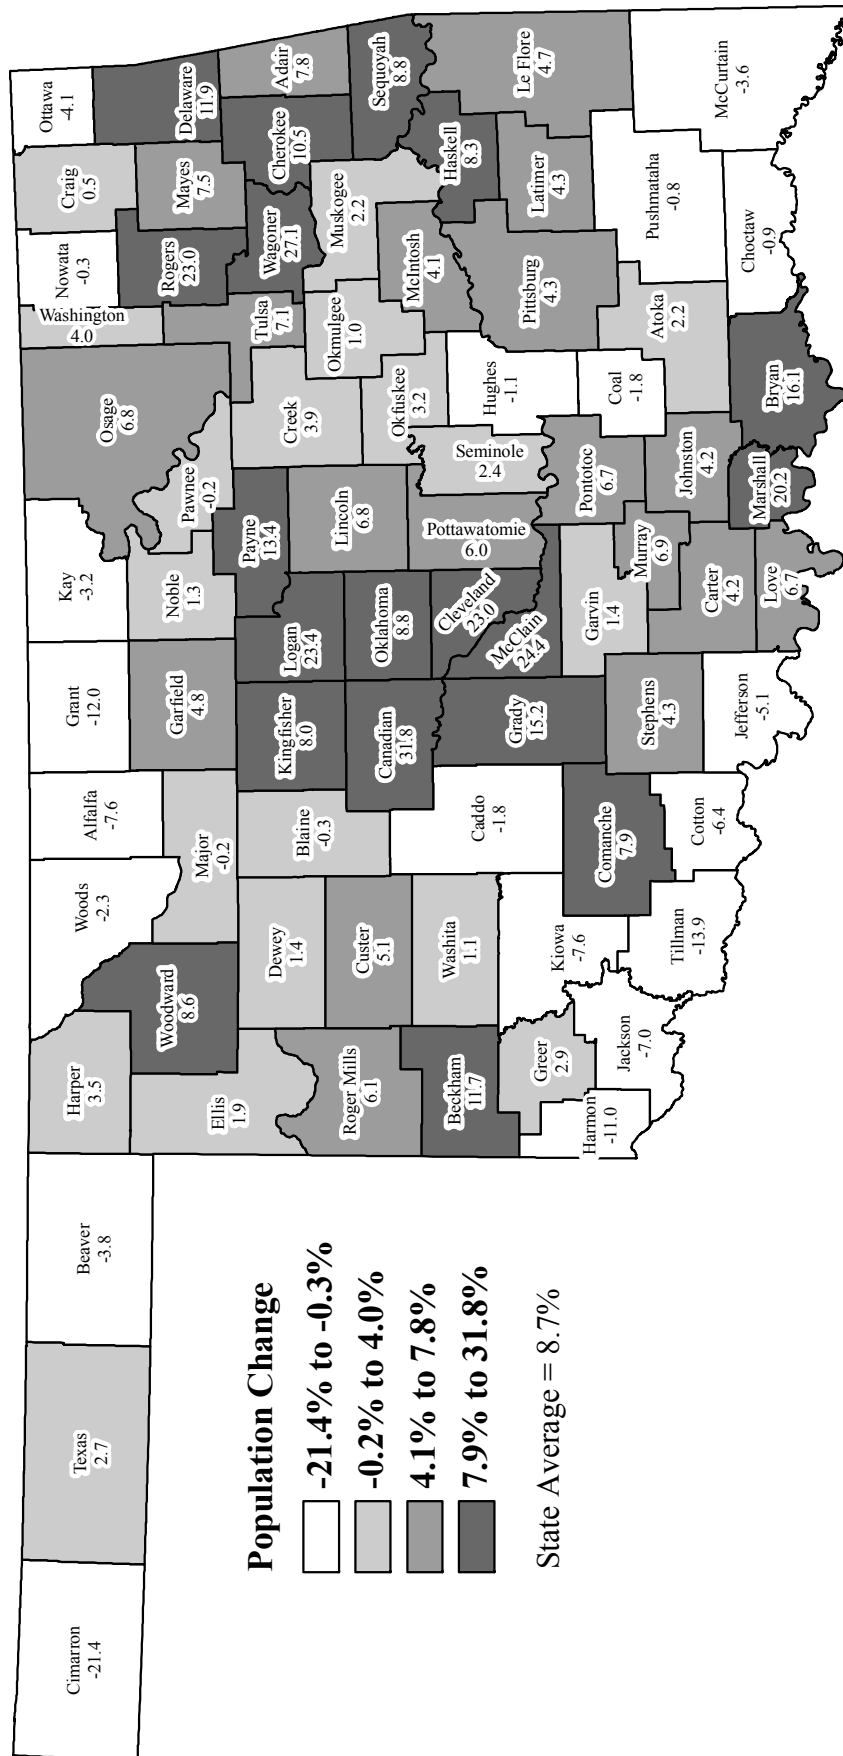 Cimarron
-21.4
Texas
2.7
Beaver
-3.8
Harper
3.5
Woods
-2.3
Alfalfa
-7.6
Grant
-12.0
Kay
-3.2
Osage
6.8
Washington
4.0
Nowata
-0.3
Craig
0.5
Ottawa
-4.1
Ellis
1.9
Woodward
8.6
Major
-0.2
Garfield
4.8
Noble
1.3
Pawnee
-0.2
Rogers
23.0
Mayes
7.5
Delaware
11.9
Roger Mills
6.1
Dewey
1.4
Blaine
-0.3
Kingfisher
8.0
Logan
23.4
Payne
13.4
Creek
3.9
Tulsa
7.1
Wagoner
27.1
Cherokee
10.5
Adair
7.8
Beckham
11.7
Custer
5.1
Washita
1.1
Canadian
31.8
Oklahoma
8.8
Lincoln
6.8
Okfuskee
3.2
Okmulgee
1.0
Muskogee
2.2
McIntosh
4.1
Sequoyah
8.8
Haskell
8.3
Caddo
-1.8
Grady
15.2
Cleveland
23.0
McClain
24.4
Pottawatomie
6.0
Seminole
2.4
Hughes
-1.1
Pittsburg
4.3
Latimer
4.3
Le Flore
4.7
Harmon
-11.0
Greer
2.9
Kiowa
-7.6
Jackson
-7.0
Tillman
-13.9
Comanche
7.9
Cotton
-6.4
Stephens
4.3
Jefferson
-5.1
Garvin
1.4
Murray
6.9
Carter
4.2
Love
6.7
Pontotoc
6.7
Johnston
4.2
Marshall
20.2
Coal
-1.8
Atoka
2.2
Bryan
16.1
Pushmataha
-0.8
Choctaw
-0.9
McCurtain
-3.6
Population Change
-21.4% to -0.3%
-0.2% to 4.0%
4.1% to 7.8%
7.9% to 31.8%
State Average = 8.7%